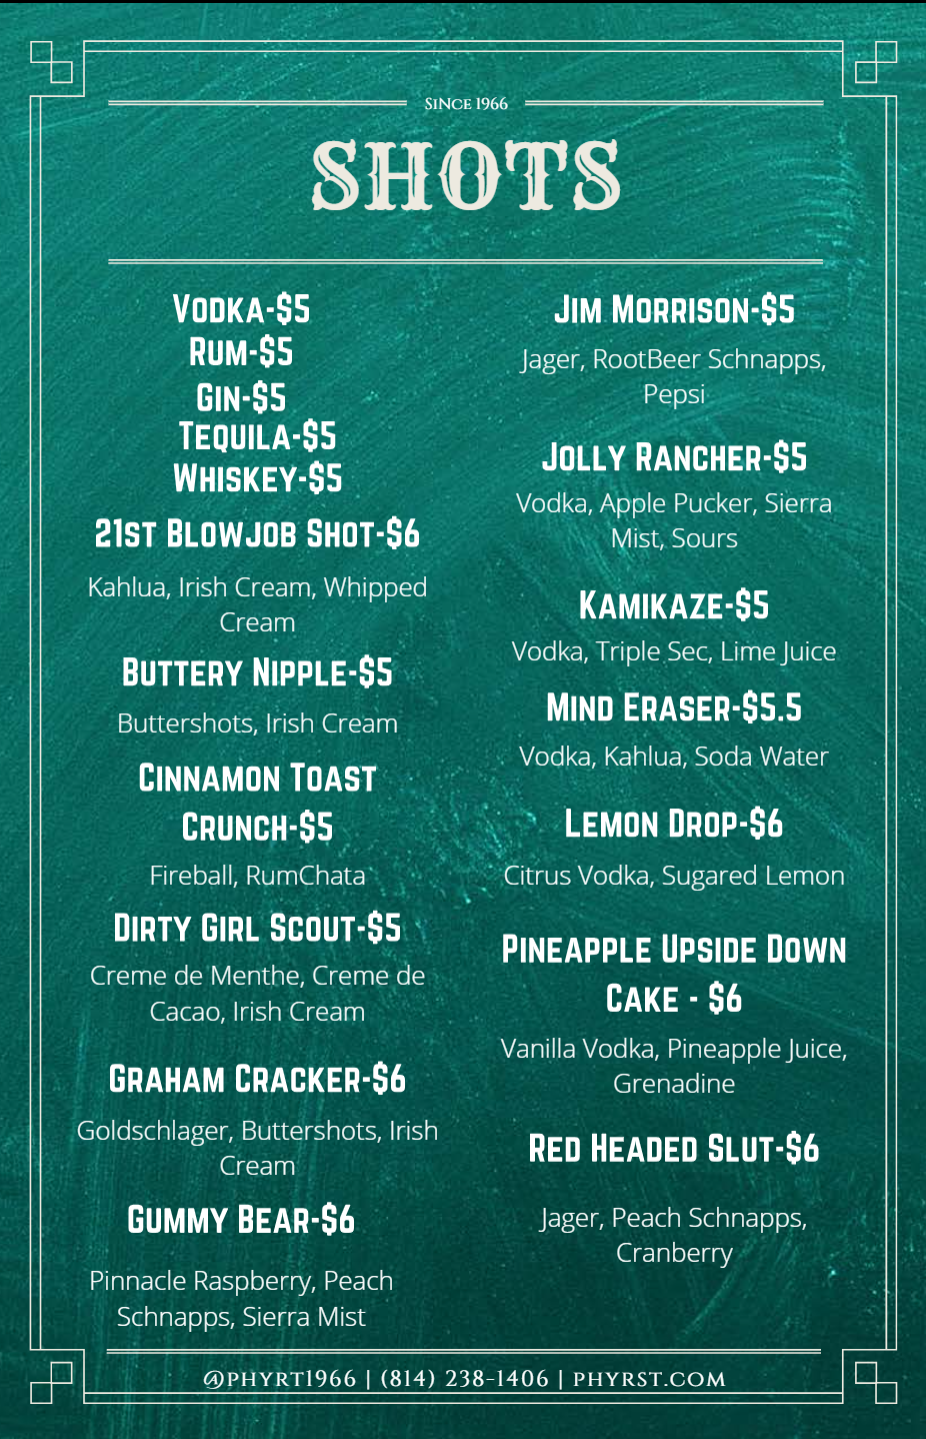 SINCE 1966
SHOTS
VODKA-$5
RUM-$5
GIN-$5
TEQUILA-$5
WHISKEY-$5
21ST BLOWJOB SHOT-$6
Kahlua, Irish Cream, Whipped
Cream
BUTTERY NIPPLE-$5
Buttershots, Irish Cream
CINNAMON TOAST
CRUNCH-$5
Fireball, RumChata
DIRTY GIRL SCOUT-$5
Creme de Menthe, Creme de
Cacao, Irish Cream
GRAHAM CRACKER-$6
Goldschlager, Buttershots, Irish
Cream
GUMMY BEAR-$6
Pinnacle Raspberry, Peach
Schnapps, Sierra Mist
JIM MORRISON-$5
Jager, RootBeer Schnapps,
Pepsi
JOLLY RANCHER-$5
Vodka, Apple Pucker, Sierra
Mist, Sours
KAMIKAZE-$5
Vodka, Triple Sec, Lime Juice
MIND ERASER-$5.5
Vodka, Kahlua, Soda Water
LEMON DROP-$6
Citrus Vodka, Sugared Lemon
PINEAPPLE UPSIDE DOWN
CAKE - $6
Vanilla Vodka, Pineapple Juice,
Grenadine
RED HEADED SLUT-$6
Jager, Peach Schnapps,
Cranberry
@PHYRT1966 | (814) 238-1406 | PHYRST.COM